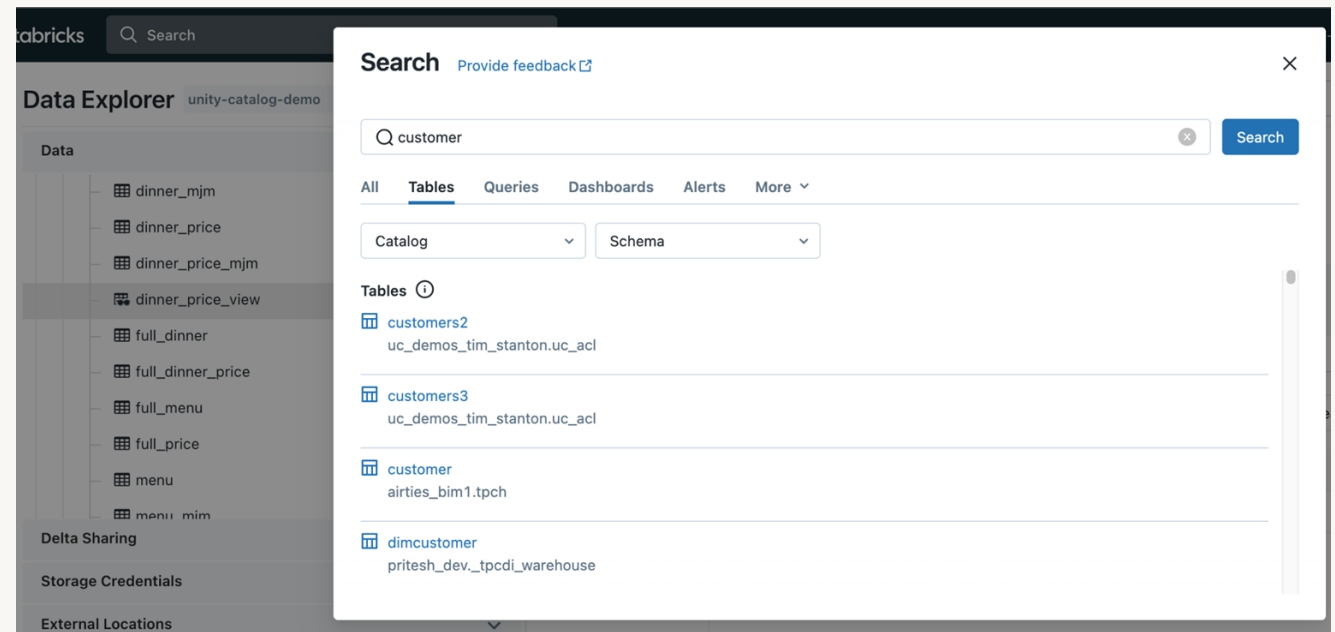 abricks
Search
Data Explorer unity-catalog-demo
Data
dinner_mjm
dinner_price
dinner_price_mjm
dinner_price_view
full_dinner
full_dinner_price
full_menu
full_price
menu
menu_mjm
Delta Sharing
Storage Credentials
External Locations
Search Provide feedback
customer
Search
All Tables Queries Dashboards Alerts More
Catalog Schema
Tables
customers2
uc_demos_tim_stanton.uc_acl
customers3
uc_demos_tim_stanton.uc_acl
customer
airties_bim1.tpch
dimcustomer
pritesh_dev._tpcdi_warehouse